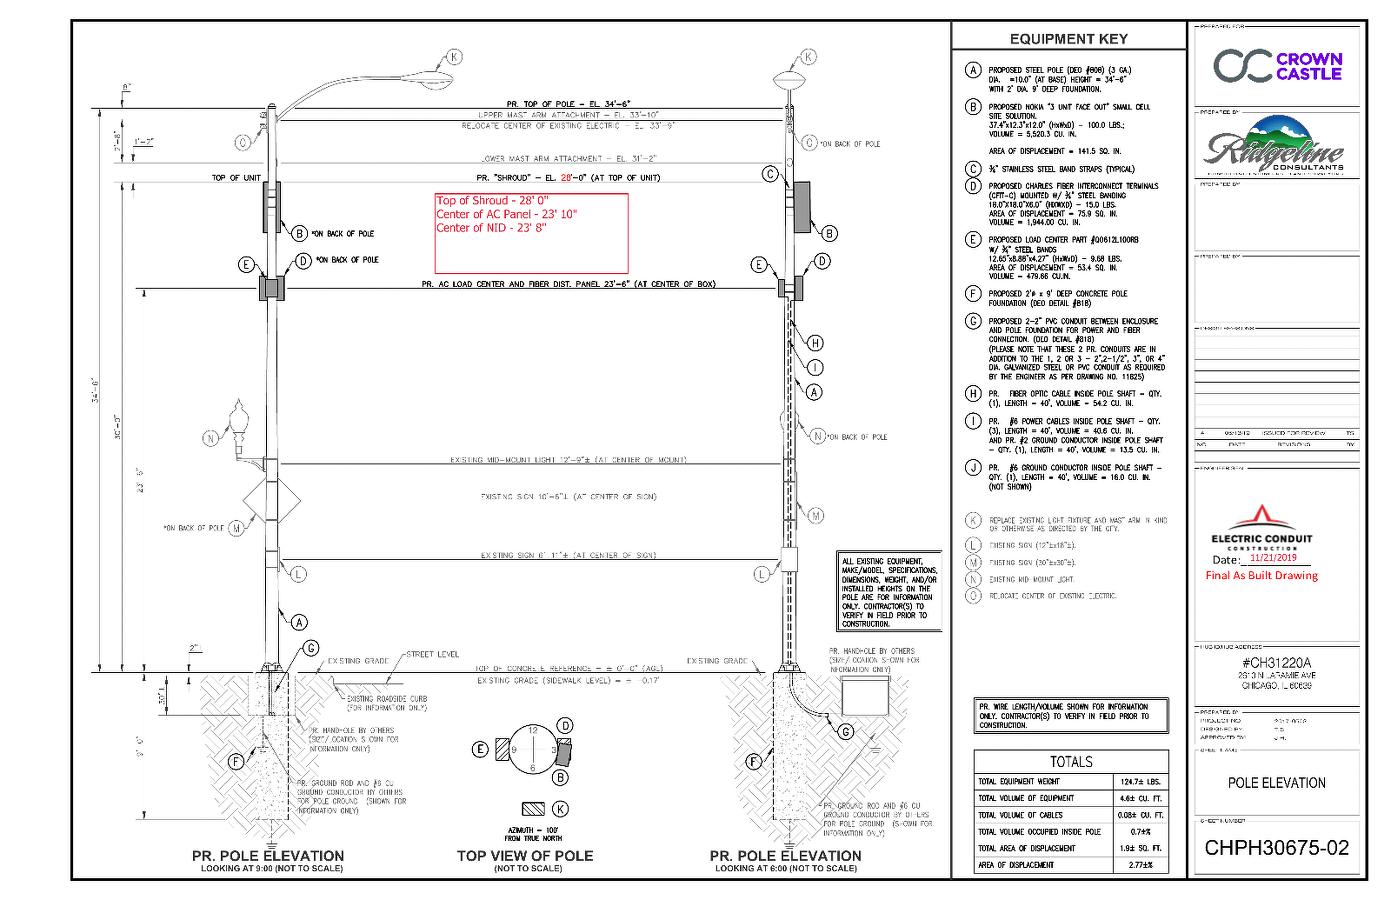 K
PR. TOP OF POLE - EL. 34'-6"
UPPER MAST ARM ATTACHMENT - EL. 33'-10"
RELOCATE CENTER OF EXISTING ELECTRIC - EL. 33'-9"
O
1'-2"
LOWER MAST ARM ATTACHMENT - EL. 31'-2"
TOP OF UNIT
PR. "SHROUD" - EL. 28'-0" (AT TOP OF UNIT)
Top of Shroud - 28' 0"
Center of AC Panel - 23' 10"
Center of NID - 23' 8"
B *ON BACK OF POLE
E D *ON BACK OF POLE
PR. AC LOAD CENTER AND FIBER DIST. PANEL 23'-6" (AT CENTER OF BOX)
34'-6"
30'-0"
N
EXISTING MID-MOUNT LIGHT 12'-9"± (AT CENTER OF MOUNT)
*ON BACK OF POLE M
L
A
G
EXISTING GRADE
STREET LEVEL
TOP OF CONCRETE REFERENCE - ± 0'-0" (AGL)
EXISTING GRADE (SIDEWALK LEVEL) = ± -0.17'
EXISTING ROADSIDE CURB
(FOR INFORMATION ONLY)
PR. HANDHOLE BY OTHERS
(SIZE/LOCATION SHOWN FOR
INFORMATION ONLY)
F
PR. GROUND ROD AND #6 CU
GROUND CONDUCTOR BY OTHERS
FOR POLE GROUND (SHOWN FOR
INFORMATION ONLY)
PR. POLE ELEVATION
LOOKING AT 9:00 (NOT TO SCALE)
12
9 3
6
E
D
B
K
AZIMUTH - 100°
FROM TRUE NORTH
TOP VIEW OF POLE
(NOT TO SCALE)
K
O *ON BACK OF POLE
C
B
E D
H
I
A
N *ON BACK OF POLE
M
L
ALL EXISTING EQUIPMENT,
MAKE/MODEL, SPECIFICATIONS,
DIMENSIONS, WEIGHT, AND/OR
INSTALLED HEIGHTS ON THE
POLE ARE FOR INFORMATION
ONLY. CONTRACTOR(S) TO
VERIFY IN FIELD PRIOR TO
CONSTRUCTION.
PR. HANDHOLE BY OTHERS
(SIZE/LOCATION SHOWN FOR
INFORMATION ONLY)
EXISTING GRADE
G
F
PR. GROUND ROD AND #6 CU
GROUND CONDUCTOR BY OTHERS
FOR POLE GROUND (SHOWN FOR
INFORMATION ONLY)
PR. POLE ELEVATION
LOOKING AT 6:00 (NOT TO SCALE)
EQUIPMENT KEY
A PROPOSED STEEL POLE (DEO #808) (3 GA.)
DIA. =10.0" (AT BASE) HEIGHT = 34'-6"
WITH 2' DIA. 9' DEEP FOUNDATION.
B PROPOSED NOKIA "3 UNIT FACE OUT" SMALL CELL
SITE SOLUTION.
37.4"x12.3"x12.0" (HxWxD) - 100.0 LBS.;
VOLUME = 5,520.3 CU. IN.
AREA OF DISPLACEMENT = 141.5 SQ. IN.
C ¾" STAINLESS STEEL BAND STRAPS (TYPICAL)
D PROPOSED CHARLES FIBER INTERCONNECT TERMINALS
(CFIT-C) MOUNTED W/ ¾" STEEL BANDING
18.0"X18.0"X6.0" (HXWXD) - 15.0 LBS.
AREA OF DISPLACEMENT = 75.9 SQ. IN.
VOLUME = 1,944.00 CU. IN.
E PROPOSED LOAD CENTER PART #QO612L100RB
W/ ¾" STEEL BANDS
12.65"x8.88"x4.27" (HxWxD) - 9.68 LBS.
AREA OF DISPLACEMENT = 53.4 SQ. IN.
VOLUME = 479.66 CU.IN.
F PROPOSED 2'ø x 9' DEEP CONCRETE POLE
FOUNDATION (DEO DETAIL #818)
G PROPOSED 2-2" PVC CONDUIT BETWEEN ENCLOSURE
AND POLE FOUNDATION FOR POWER AND FIBER
CONNECTION. (DEO DETAIL #818)
(PLEASE NOTE THAT THESE 2 PR. CONDUITS ARE IN
ADDITION TO THE 1, 2 OR 3 - 2",2-1/2", 3", OR 4"
DIA. GALVANIZED STEEL OR PVC CONDUIT AS REQUIRED
BY THE ENGINEER AS PER DRAWING NO. 11825)
H PR. FIBER OPTIC CABLE INSIDE POLE SHAFT - QTY.
(1), LENGTH = 40', VOLUME = 54.2 CU. IN.
I PR. #6 POWER CABLES INSIDE POLE SHAFT - QTY.
(3), LENGTH = 40', VOLUME = 40.6 CU. IN.
AND PR. #2 GROUND CONDUCTOR INSIDE POLE SHAFT
- QTY. (1), LENGTH = 40', VOLUME = 13.5 CU. IN.
J PR. #6 GROUND CONDUCTOR INSIDE POLE SHAFT -
QTY. (1), LENGTH = 40', VOLUME = 16.0 CU. IN.
(NOT SHOWN)
K REPLACE EXISTING LIGHT FIXTURE AND MAST ARM IN KIND
OR OTHERWISE AS DIRECTED BY THE CITY.
L EXISTING SIGN (12"±x18"±).
M EXISTING SIGN (30"±x30"±).
N EXISTING MID-MOUNT LIGHT.
O RELOCATE CENTER OF EXISTING ELECTRIC.
PR. WIRE LENGTH/VOLUME SHOWN FOR INFORMATION
ONLY. CONTRACTOR(S) TO VERIFY IN FIELD PRIOR TO
CONSTRUCTION.
TOTALS
TOTAL EQUIPMENT WEIGHT 124.7± LBS.
TOTAL VOLUME OF EQUIPMENT 4.6± CU. FT.
TOTAL VOLUME OF CABLES 0.08± CU. FT.
TOTAL VOLUME OCCUPIED INSIDE POLE 0.7±%
TOTAL AREA OF DISPLACEMENT 1.9± SQ. FT.
AREA OF DISPLACEMENT 2.77±%
PREPARED FOR
CROWN
CASTLE
PREPARED BY
Ridgeline
CONSULTANTS
PREPARED BY
PREPARED BY
ISSUED FOR REVIEW TS
NO. DATE REVISIONS BY
ELECTRIC CONDUIT
CONSTRUCTION
Date: 11/21/2019
Final As Built Drawing
#CH31220A
2610 N LARAMIE AVE
CHICAGO, IL 60639
PREPARED BY
PROJECT NO.
DESIGNED BY
APPROVED BY
POLE ELEVATION
SHEET NUMBER
CHPH30675-02